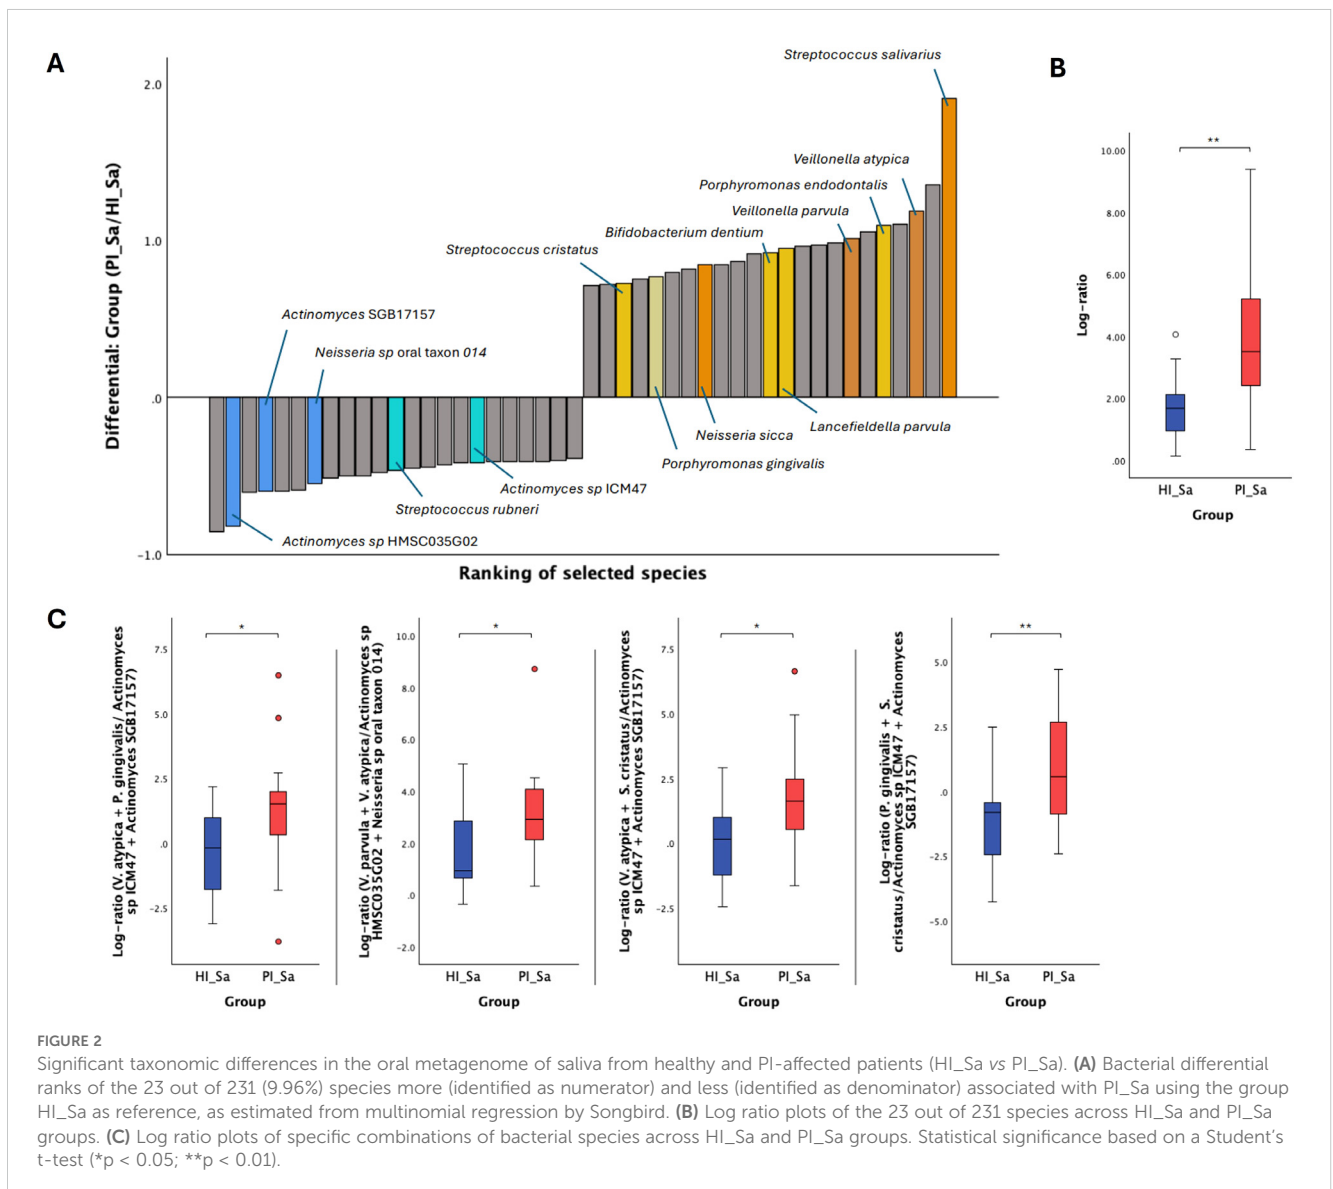 A
Streptococcus salivarius
B
2.0
Veillonella atypica
**
10.00
Porphyromonas endodontalis
Veillonella parvula
8.00
Differential: Group (PI_Sa/HI_Sa)
1.0
Bifidobacterium dentium
Streptococcus cristatus
6.00
Log-ratio
Actinomyces SGB17157
4.00
Neisseria sp oral taxon 014
2.00
.0
Lancefieldella parvula
Neisseria sicca
.00
Porphyromonas gingivalis
HI_Sa
PI_Sa
Actinomyces sp ICM47
Streptococcus rubneri
Group
Actinomyces sp HMSC035G02
-1.0
Ranking of selected species
C
Log-ratio (V. atypica + P. gingivalis/ Actinomyces
sp ICM47 + Actinomyces SGB17157)
7.5
5.0
2.5
.0
-2.5
*
HI_Sa
PI_Sa
Group
Log-ratio (V. parvula + V. atypica/Actinomyces sp
HMSC035G02 + Neisseria sp oral taxon 014)
10.0
8.0
6.0
4.0
2.0
.0
-2.0
*
HI_Sa
PI_Sa
Group
Log-ratio (V. atypica + S. cristatus/Actinomyces
sp ICM47 + Actinomyces SGB17157)
7.5
5.0
2.5
.0
-2.5
*
HI_Sa
PI_Sa
Group
Log-ratio (P. gingivalis + S.
cristatus/Actinomyces sp ICM47 + Actinomyces
SGB17157)
5.0
2.5
.0
-2.5
-5.0
**
HI_Sa
PI_Sa
Group
FIGURE 2
Significant taxonomic differences in the oral metagenome of saliva from healthy and PI-affected patients (HI_Sa vs PI_Sa). (A) Bacterial differential
ranks of the 23 out of 231 (9.96%) species more (identified as numerator) and less (identified as denominator) associated with PI_Sa using the group
HI_Sa as reference, as estimated from multinomial regression by Songbird. (B) Log ratio plots of the 23 out of 231 species across HI_Sa and PI_Sa
groups. (C) Log ratio plots of specific combinations of bacterial species across HI_Sa and PI_Sa groups. Statistical significance based on a Student's
t-test (*p < 0.05; **p < 0.01).